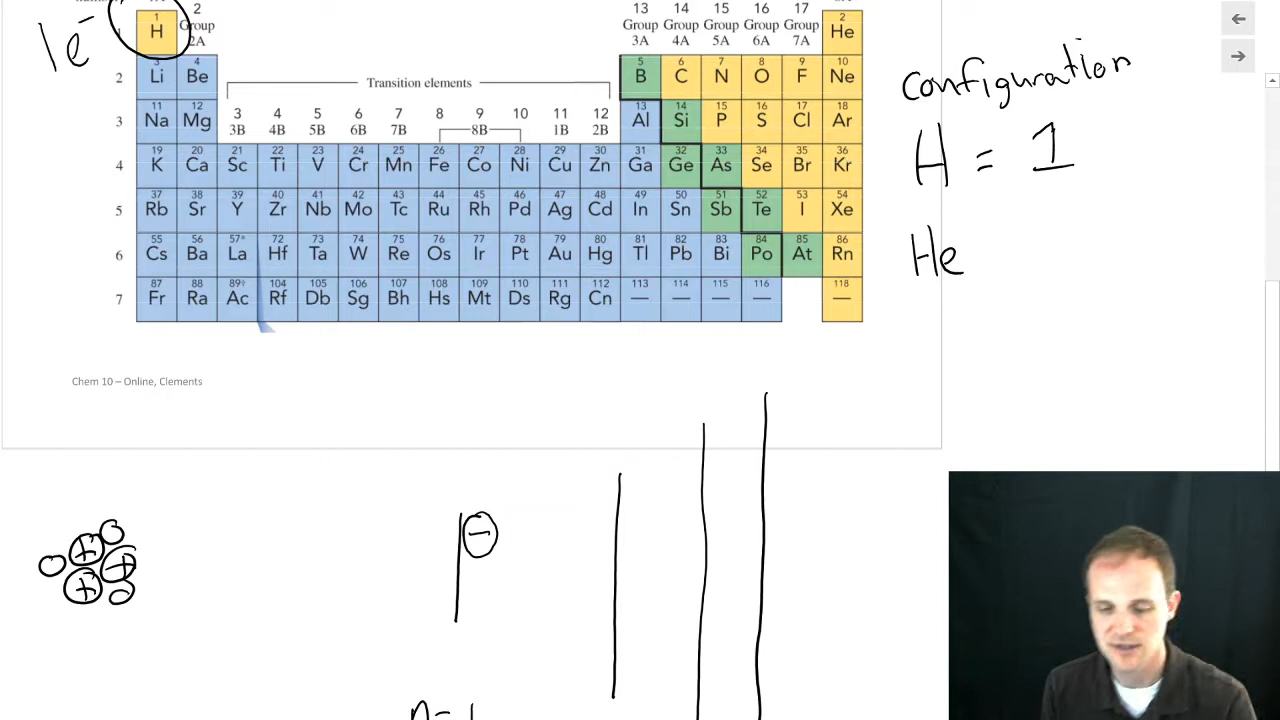 1e⁻
13 14 15 16 17
2
Group Group Group Group Group Group
2A 3A 4A 5A 6A 7A
1 2
H He
3 4 5 6 7 8 9 10
2 Li Be B C N O F Ne
Transition elements
11 12 13 14 15 16 17 18
3 Na Mg Al Si P S Cl Ar
3 4 5 6 7 8 9 10 11 12
3B 4B 5B 6B 7B 8B 1B 2B
19 20 21 22 23 24 25 26 27 28 29 30 31 32 33 34 35 36
4 K Ca Sc Ti V Cr Mn Fe Co Ni Cu Zn Ga Ge As Se Br Kr
37 38 39 40 41 42 43 44 45 46 47 48 49 50 51 52 53 54
5 Rb Sr Y Zr Nb Mo Tc Ru Rh Pd Ag Cd In Sn Sb Te I Xe
55 56 57* 72 73 74 75 76 77 78 79 80 81 82 83 84 85 86
6 Cs Ba La Hf Ta W Re Os Ir Pt Au Hg Tl Pb Bi Po At Rn
87 88 89† 104 105 106 107 108 109 110 111 112 113 114 115 116 118
7 Fr Ra Ac Rf Db Sg Bh Hs Mt Ds Rg Cn — — — — —
Configuration
H = 1
He
Chem 10 – Online, Clements
+ + + −
n = 1